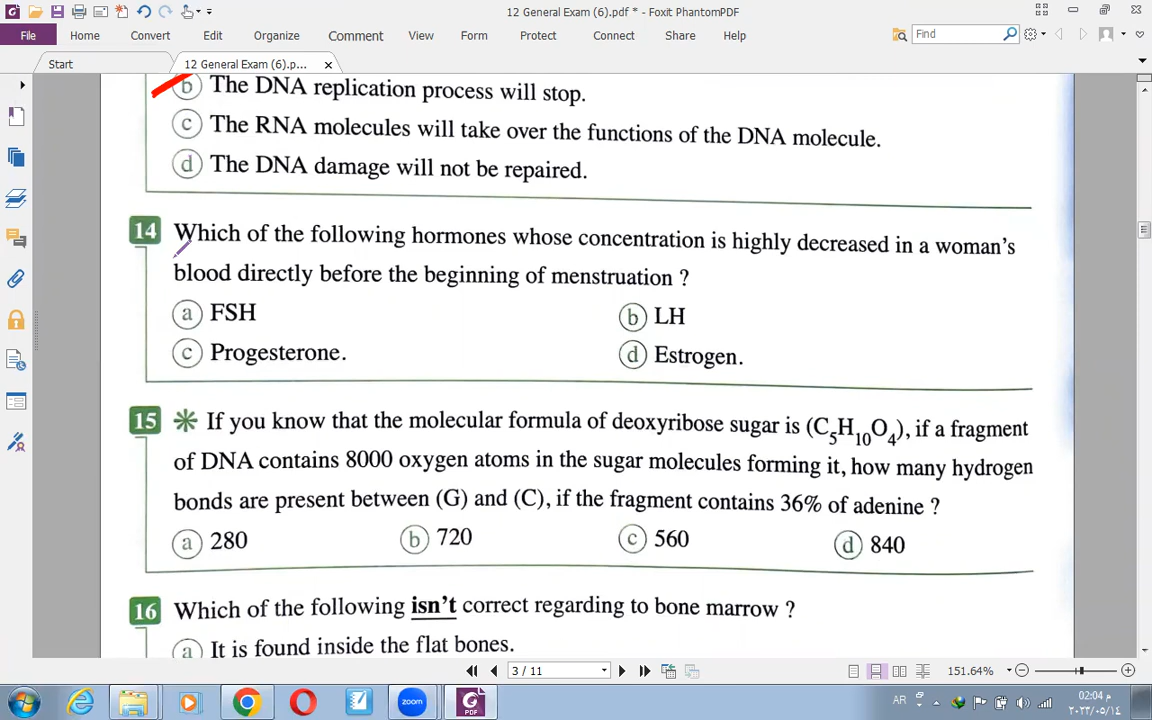 12 General Exam (6).pdf * - Foxit PhantomPDF
File Home Convert Edit Organize Comment View Form Protect Connect Share Help Find
Start 12 General Exam (6).p...
b The DNA replication process will stop.
c The RNA molecules will take over the functions of the DNA molecule.
d The DNA damage will not be repaired.
14 Which of the following hormones whose concentration is highly decreased in a woman's
blood directly before the beginning of menstruation ?
a FSH b LH
c Progesterone. d Estrogen.
15 If you know that the molecular formula of deoxyribose sugar is (C5H10O4), if a fragment
of DNA contains 8000 oxygen atoms in the sugar molecules forming it, how many hydrogen
bonds are present between (G) and (C), if the fragment contains 36% of adenine ?
a 280 b 720 c 560 d 840
16 Which of the following isn't correct regarding to bone marrow ?
a It is found inside the flat bones.
3 / 11 151.64%
zoom PDF AR 02:04 م
٢٠٢٣/٠٥/١٤